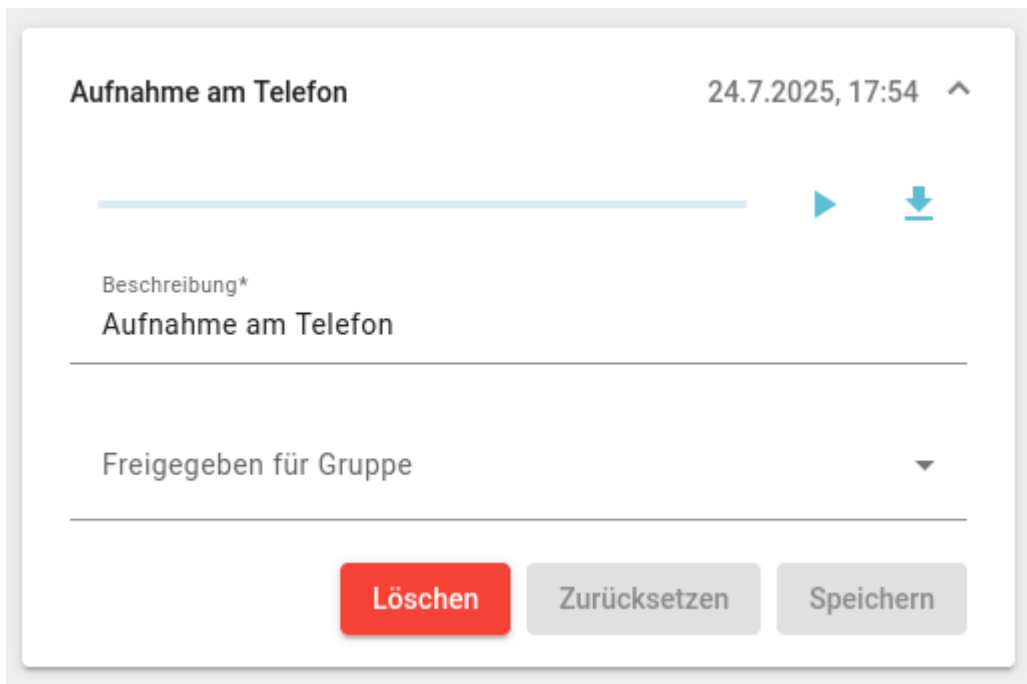 Aufnahme am Telefon 24.7.2025, 17:54
Beschreibung*
Aufnahme am Telefon
Freigegeben für Gruppe
Löschen Zurücksetzen Speichern